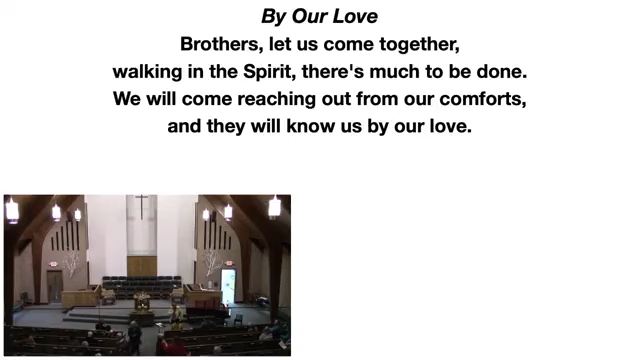 By Our Love
Brothers, let us come together,
walking in the Spirit, there's much to be done.
We will come reaching out from our comforts,
and they will know us by our love.